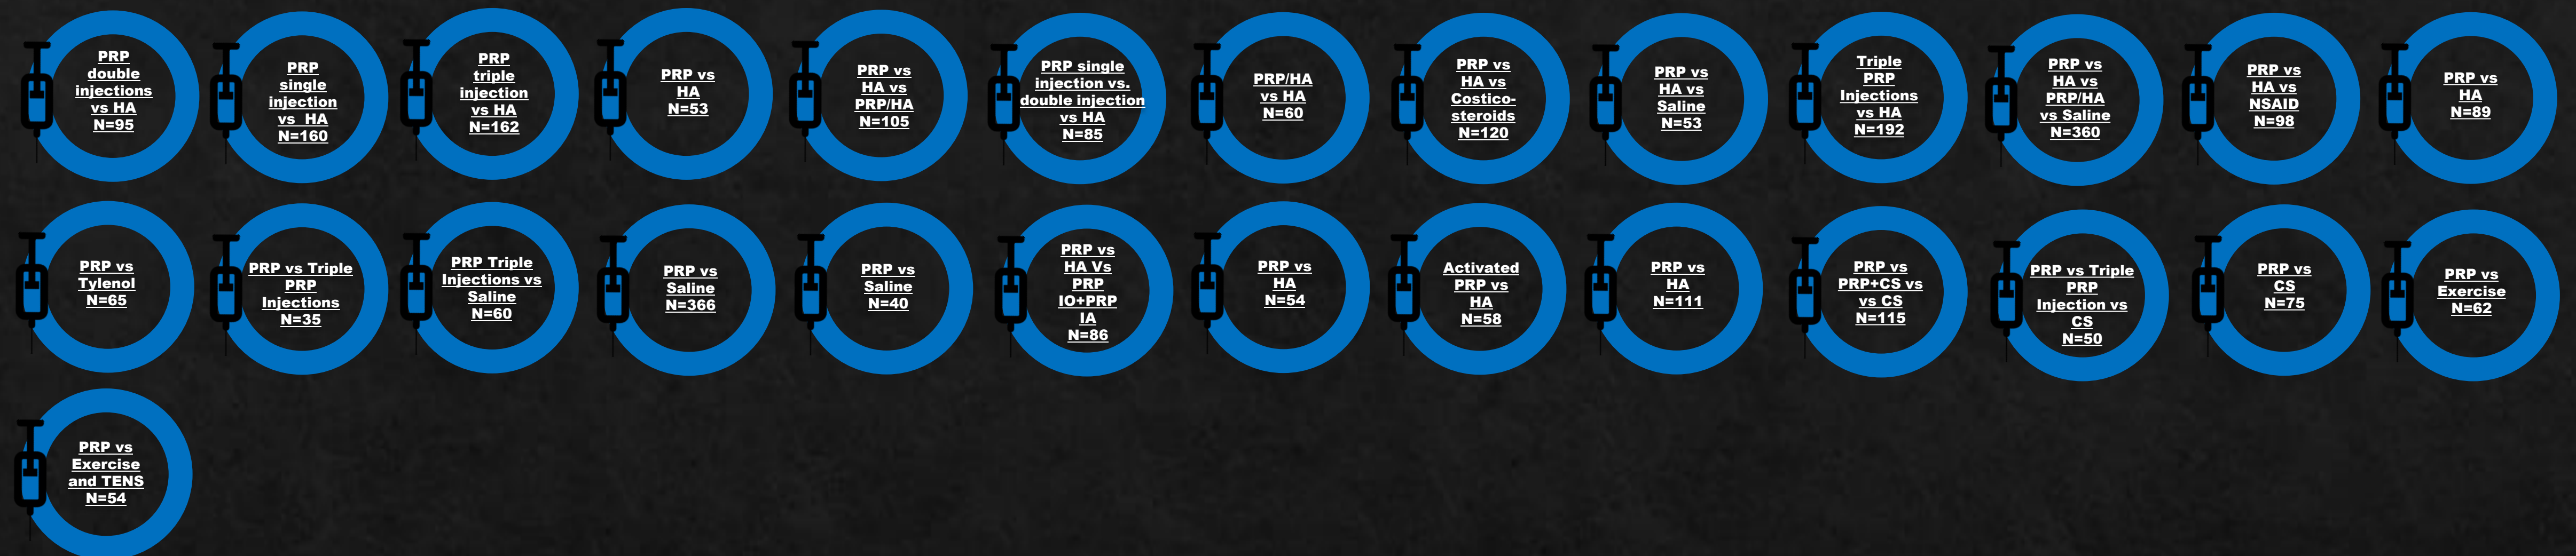 PRP
double
injections
vs HA
N=95
PRP
single
injection
vs  HA
N=160
PRP
triple
injection
vs HA
N=162
PRP vs
HA
N=53
PRP vs
HA vs
PRP/HA
N=105
PRP single
injection vs.
double injection
vs HA
N=85
PRP/HA
vs HA
N=60
PRP vs
HA vs
Costico-
steroids
N=120
PRP vs
HA vs
Saline
N=53
Triple
PRP
Injections
vs HA
N=192
PRP vs
HA vs
PRP/HA
vs Saline
N=360
PRP vs
HA vs
NSAID
N=98
PRP vs
HA
N=89
PRP vs
Tylenol
N=65
PRP vs Triple
PRP
Injections
N=35
PRP Triple
Injections vs
Saline
N=60
PRP vs
Saline
N=366
PRP vs
Saline
N=40
PRP vs
HA Vs
PRP
IO+PRP
IA
N=86
PRP vs
HA
N=54
Activated
PRP vs
HA
N=58
PRP vs
HA
N=111
PRP vs
PRP+CS vs
vs CS
N=115
PRP vs Triple
PRP
Injection vs
CS
N=50
PRP vs
CS
N=75
PRP vs
Exercise
N=62
PRP vs
Exercise
and TENS
N=54